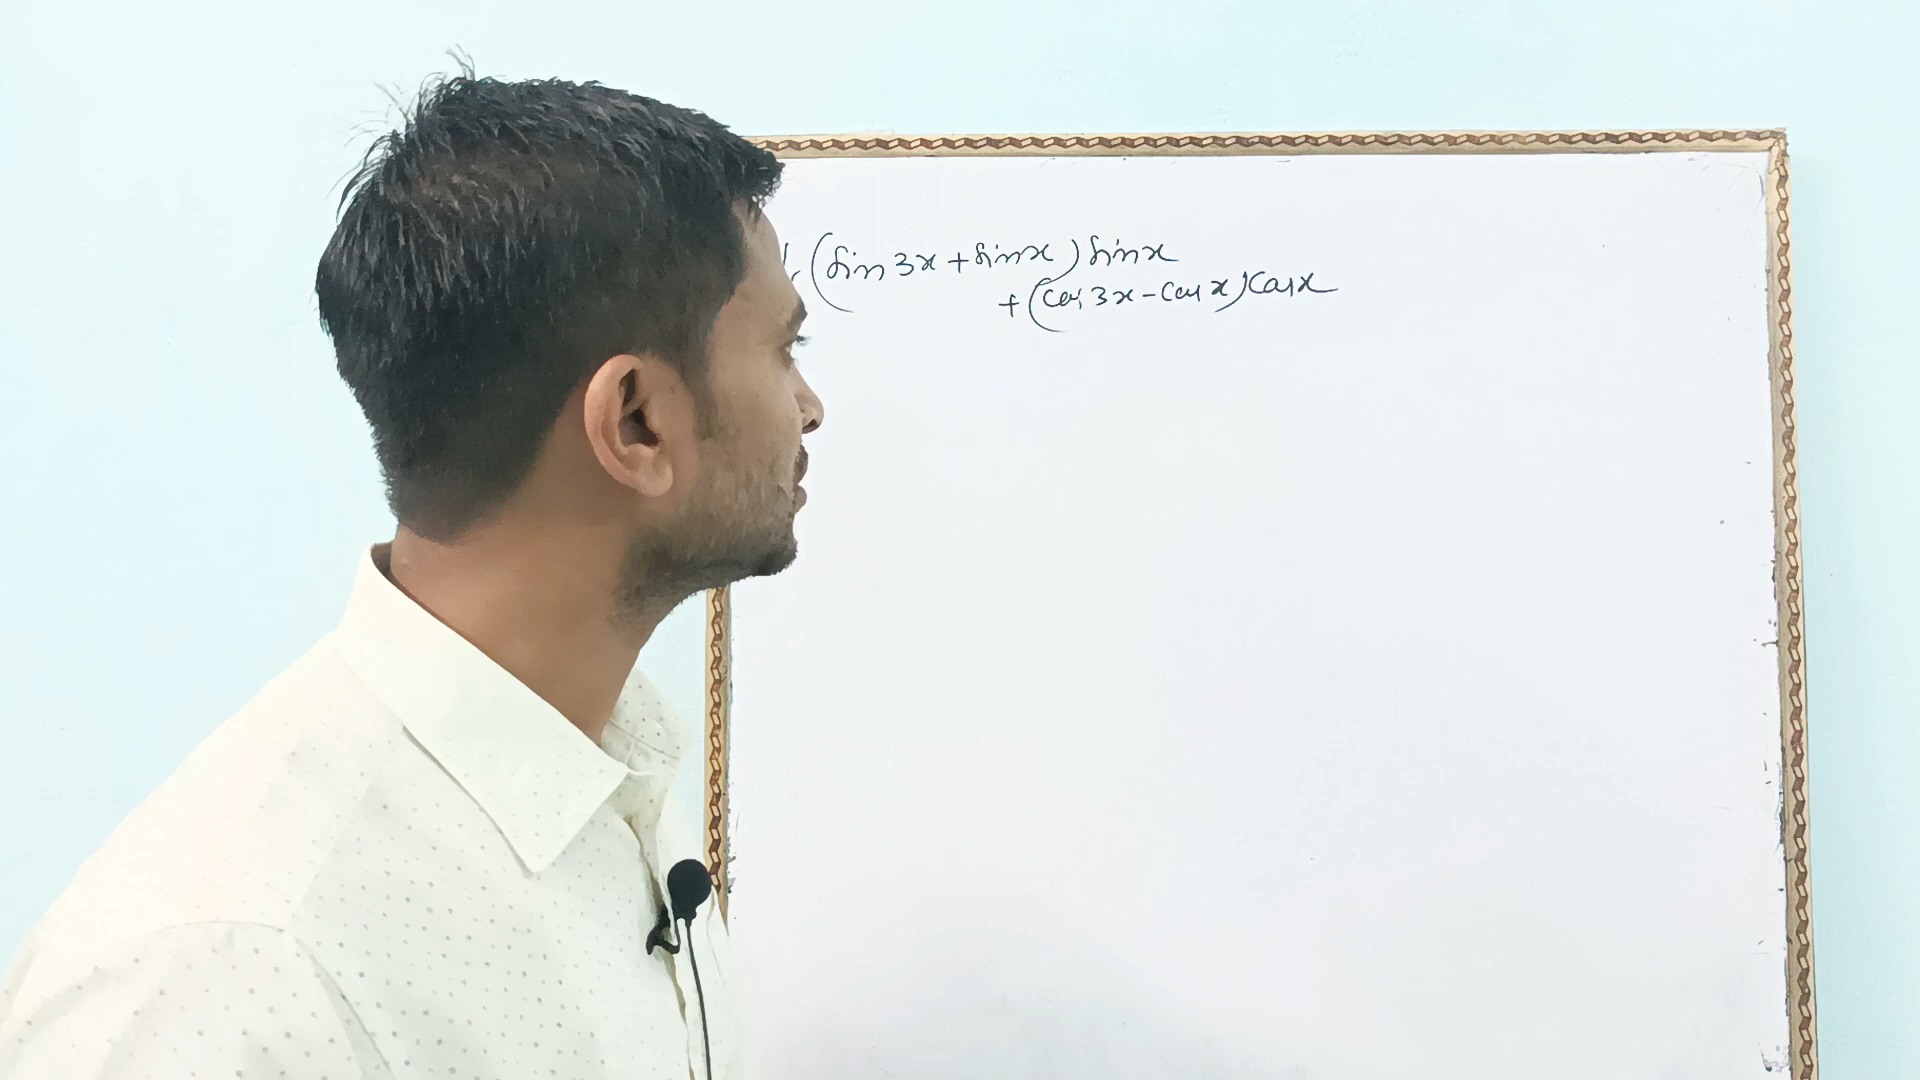 (sin 3x + sin x) sin x
+ (cos 3x - cos x) cos x